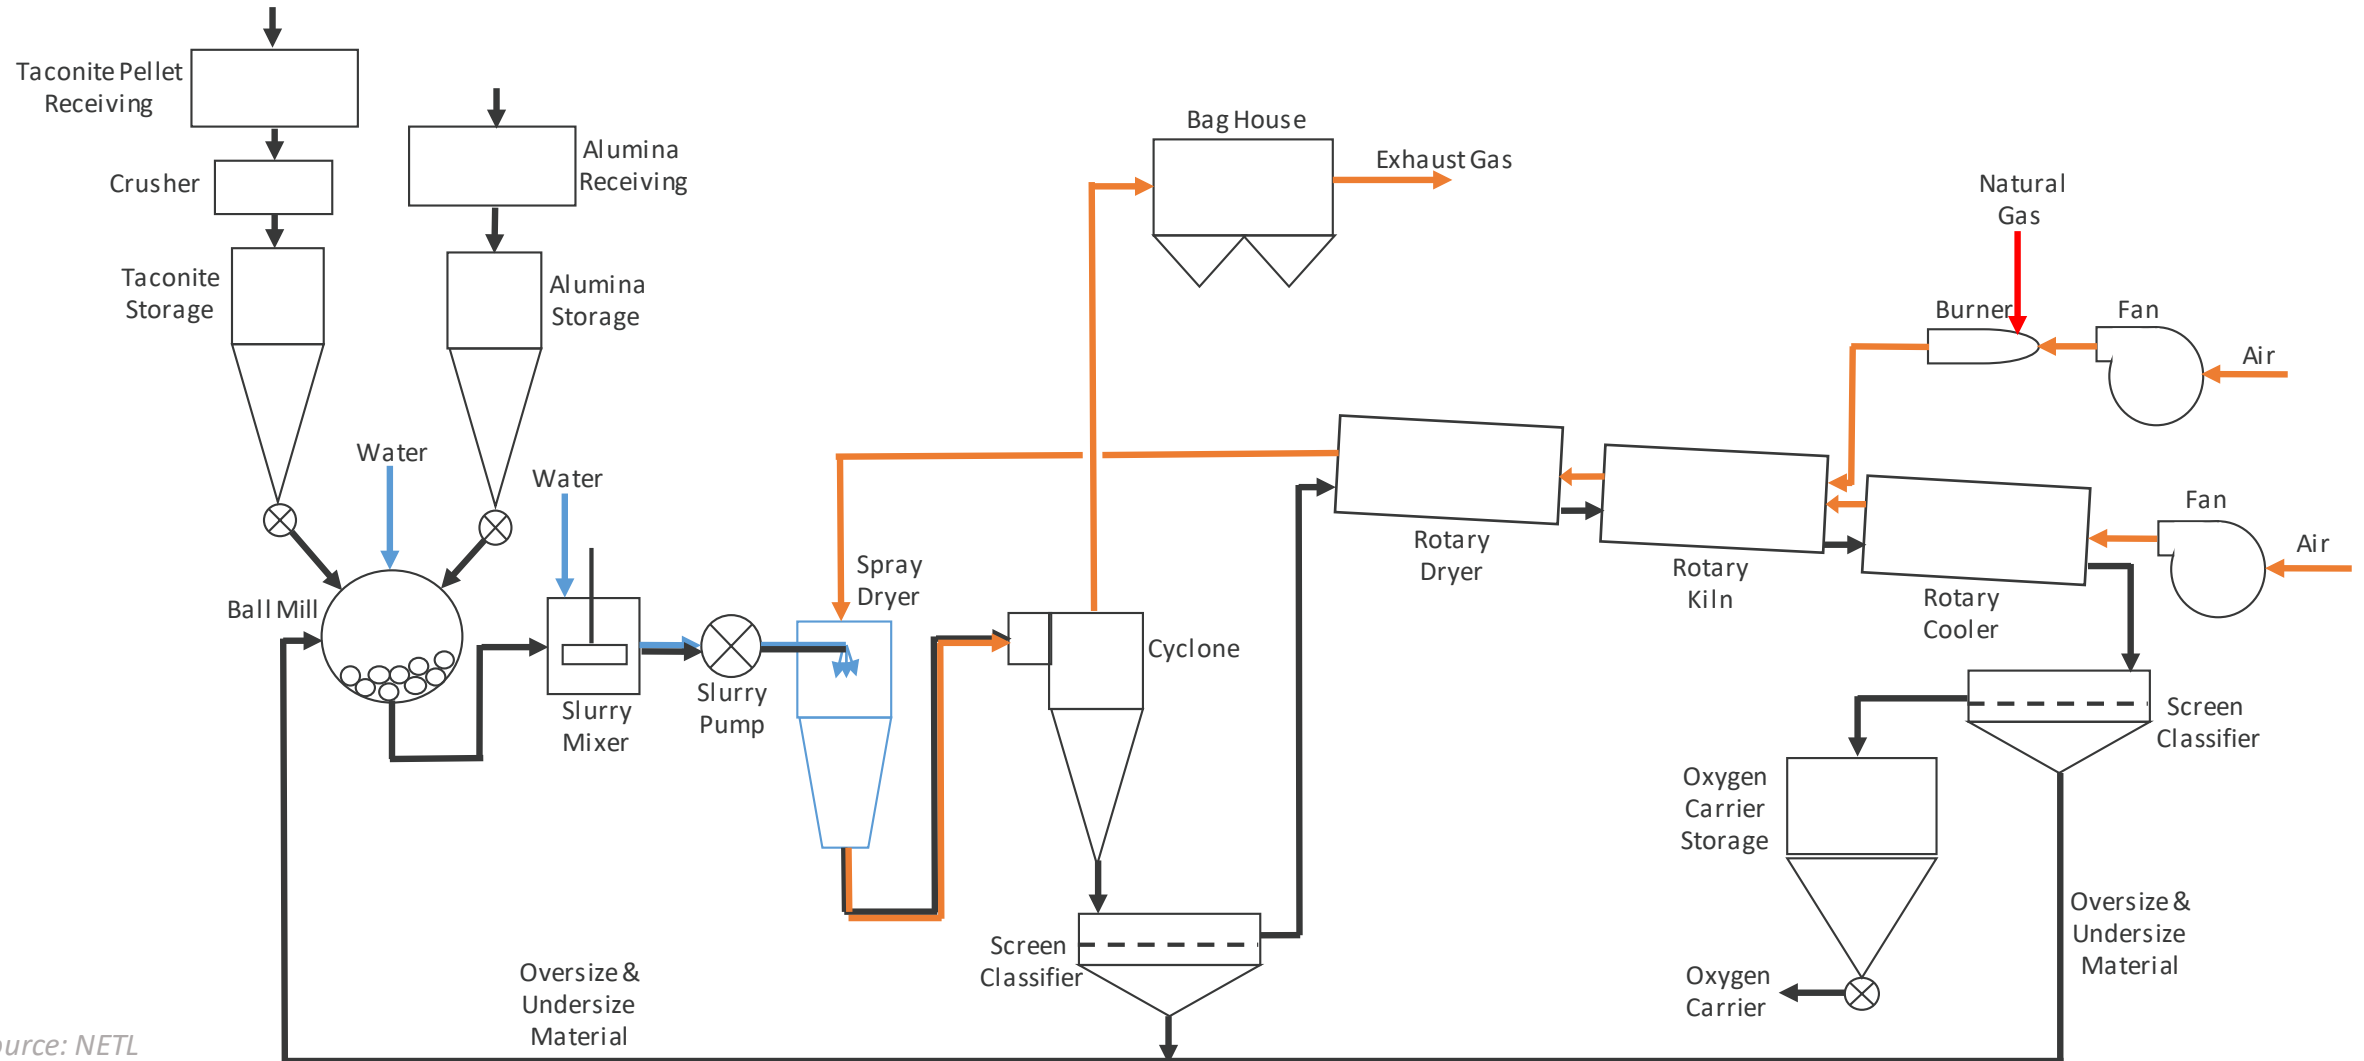 Taconite Pellet
Receiving
Crusher
Alumina
Receiving
Taconite
Storage
Alumina
Storage
Water
Water
Ball Mill
Slurry
Mixer
Slurry
Pump
Spray
Dryer
Bag House
Exhaust Gas
Cyclone
Screen
Classifier
Rotary
Dryer
Rotary
Kiln
Rotary
Cooler
Natural
Gas
Burner
Fan
Air
Fan
Air
Screen
Classifier
Oxygen
Carrier
Storage
Oxygen
Carrier
Oversize &
Undersize
Material
Oversize &
Undersize
Material
NETL